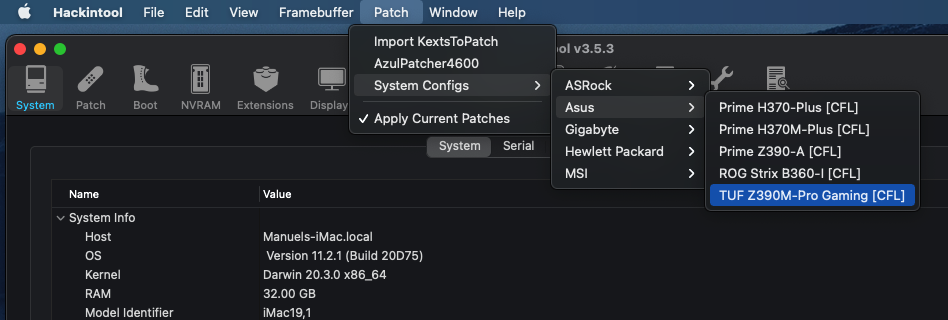 Hackintool File Edit View Framebuffer Patch Window Help
Import KextsToPatch
AzulPatcher4600
System Configs
Apply Current Patches
ASRock
Asus
Gigabyte
Hewlett Packard
MSI
Prime H370-Plus [CFL]
Prime H370M-Plus [CFL]
Prime Z390-A [CFL]
ROG Strix B360-I [CFL]
TUF Z390M-Pro Gaming [CFL]
ool v3.5.3
System Patch Boot NVRAM Extensions Display
System Serial
Name Value
System Info
Host Manuels-iMac.local
OS Version 11.2.1 (Build 20D75)
Kernel Darwin 20.3.0 x86_64
RAM 32.00 GB
Model Identifier iMac19,1